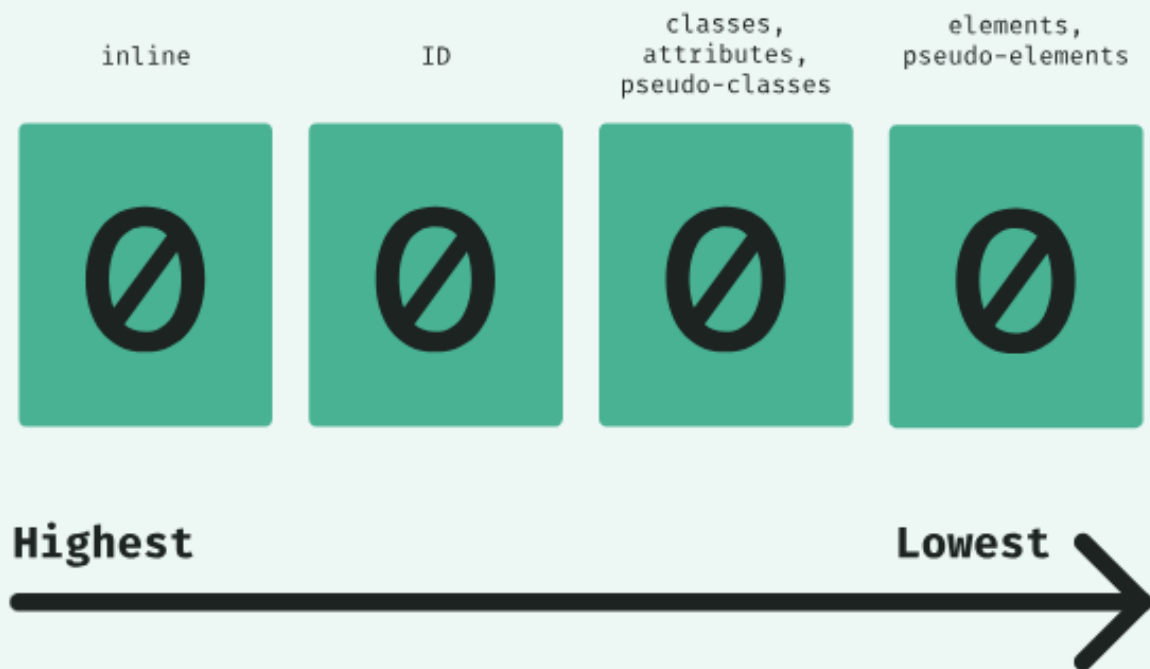 inline
ID
classes,
attributes,
pseudo-classes
elements,
pseudo-elements
0
0
0
0
Highest
Lowest